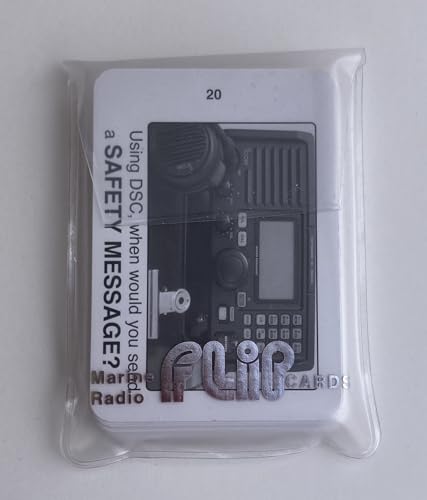 20
Using DSC, when would you send
a SAFETY MESSAGE?
Marine FLiP CARDS
Radio